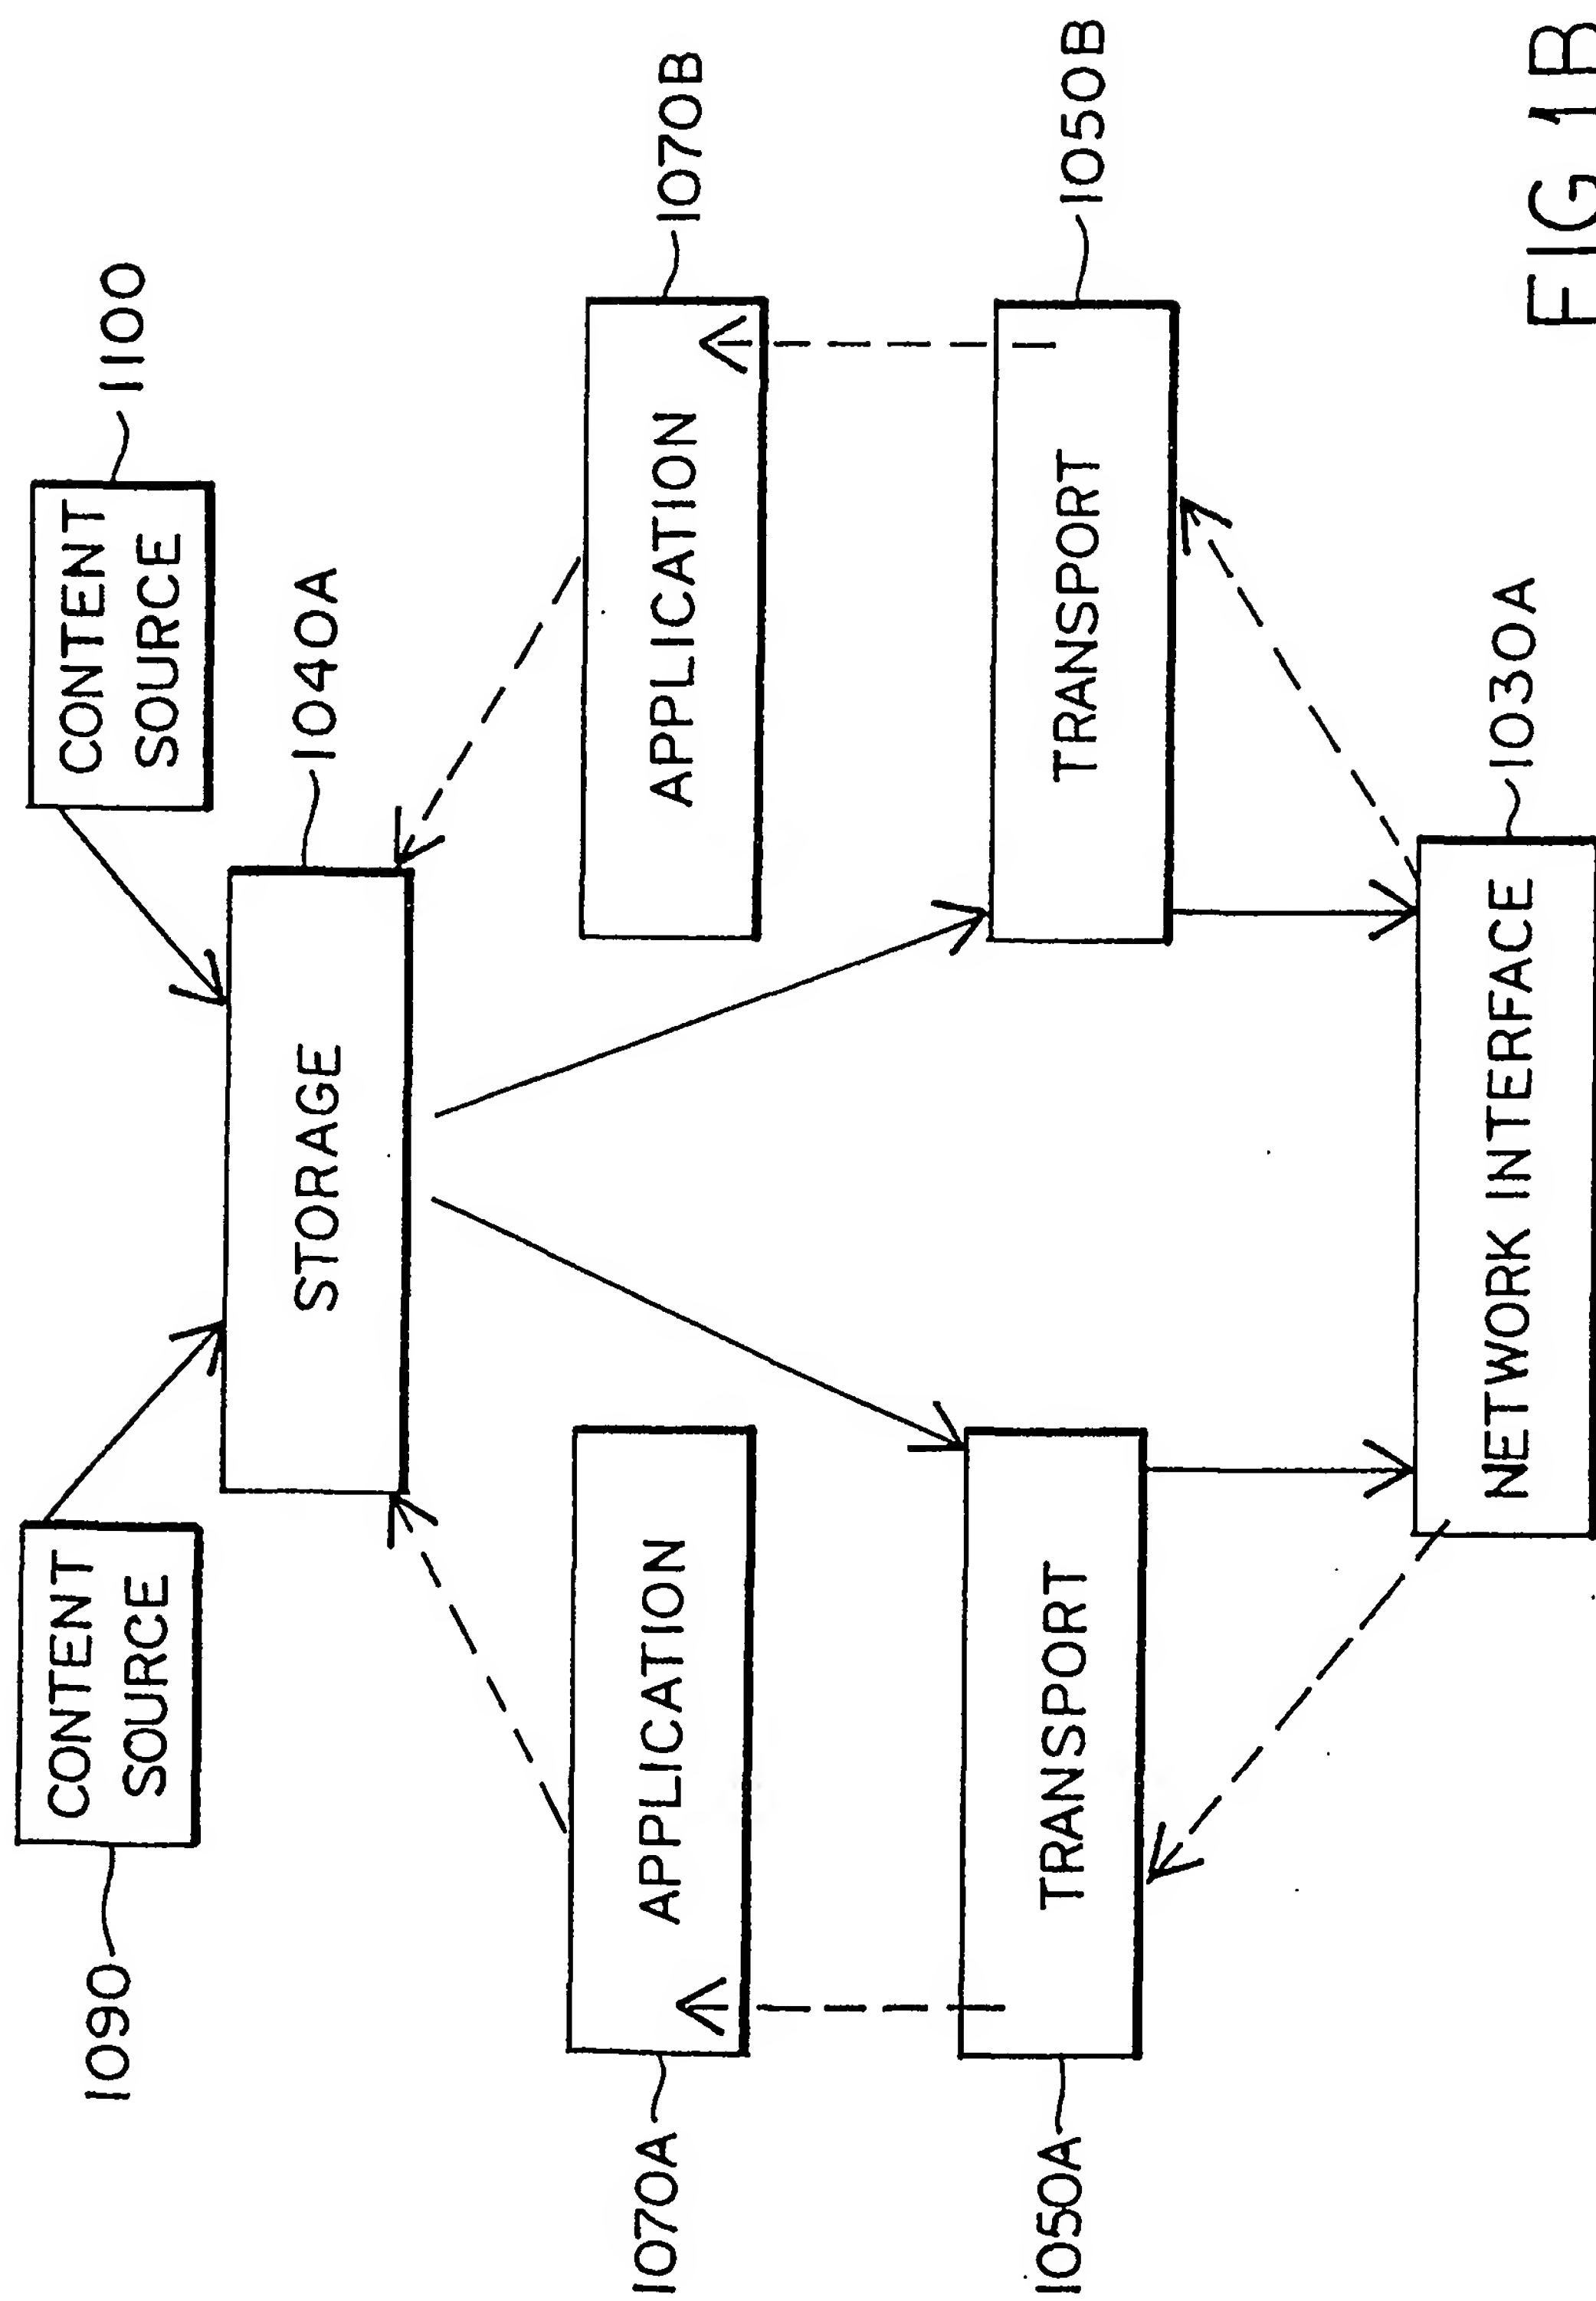 1090
CONTENT
SOURCE
CONTENT
SOURCE
1100
STORAGE
1040A
1070A
APPLICATION
APPLICATION
1070B
1050A
TRANSPORT
TRANSPORT
1050B
NETWORK INTERFACE
1030A
FIG 1B